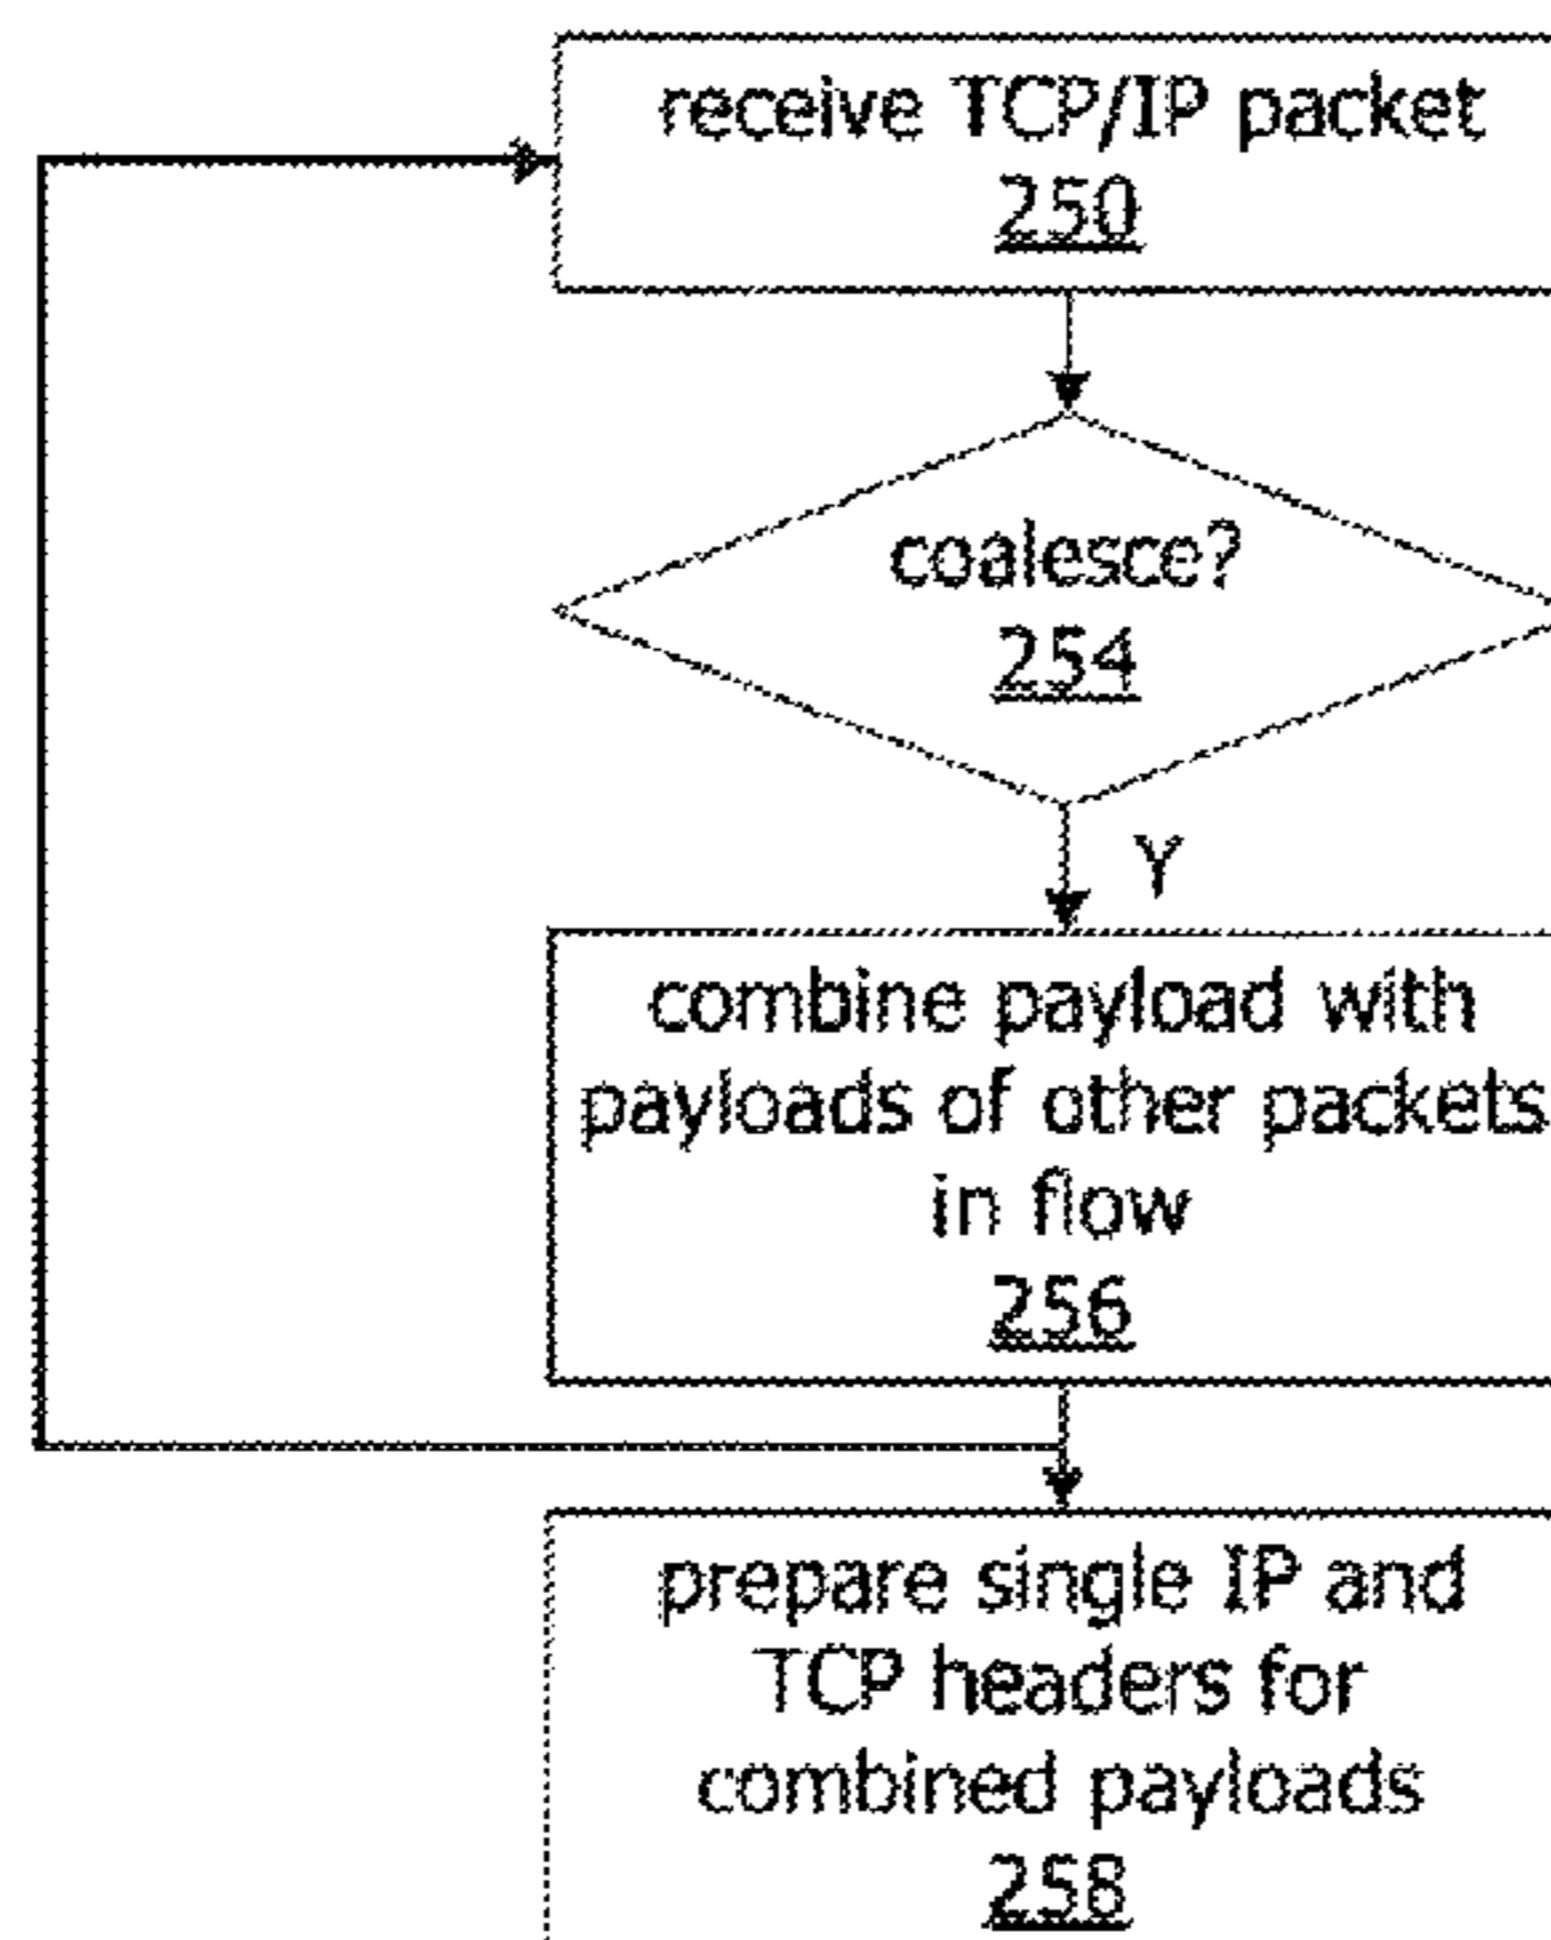 receive TCP/IP packet
250
coalesce?
254
Y
combine payload with
payloads of other packets
in flow
256
prepare single IP and
TCP headers for
combined payloads
258